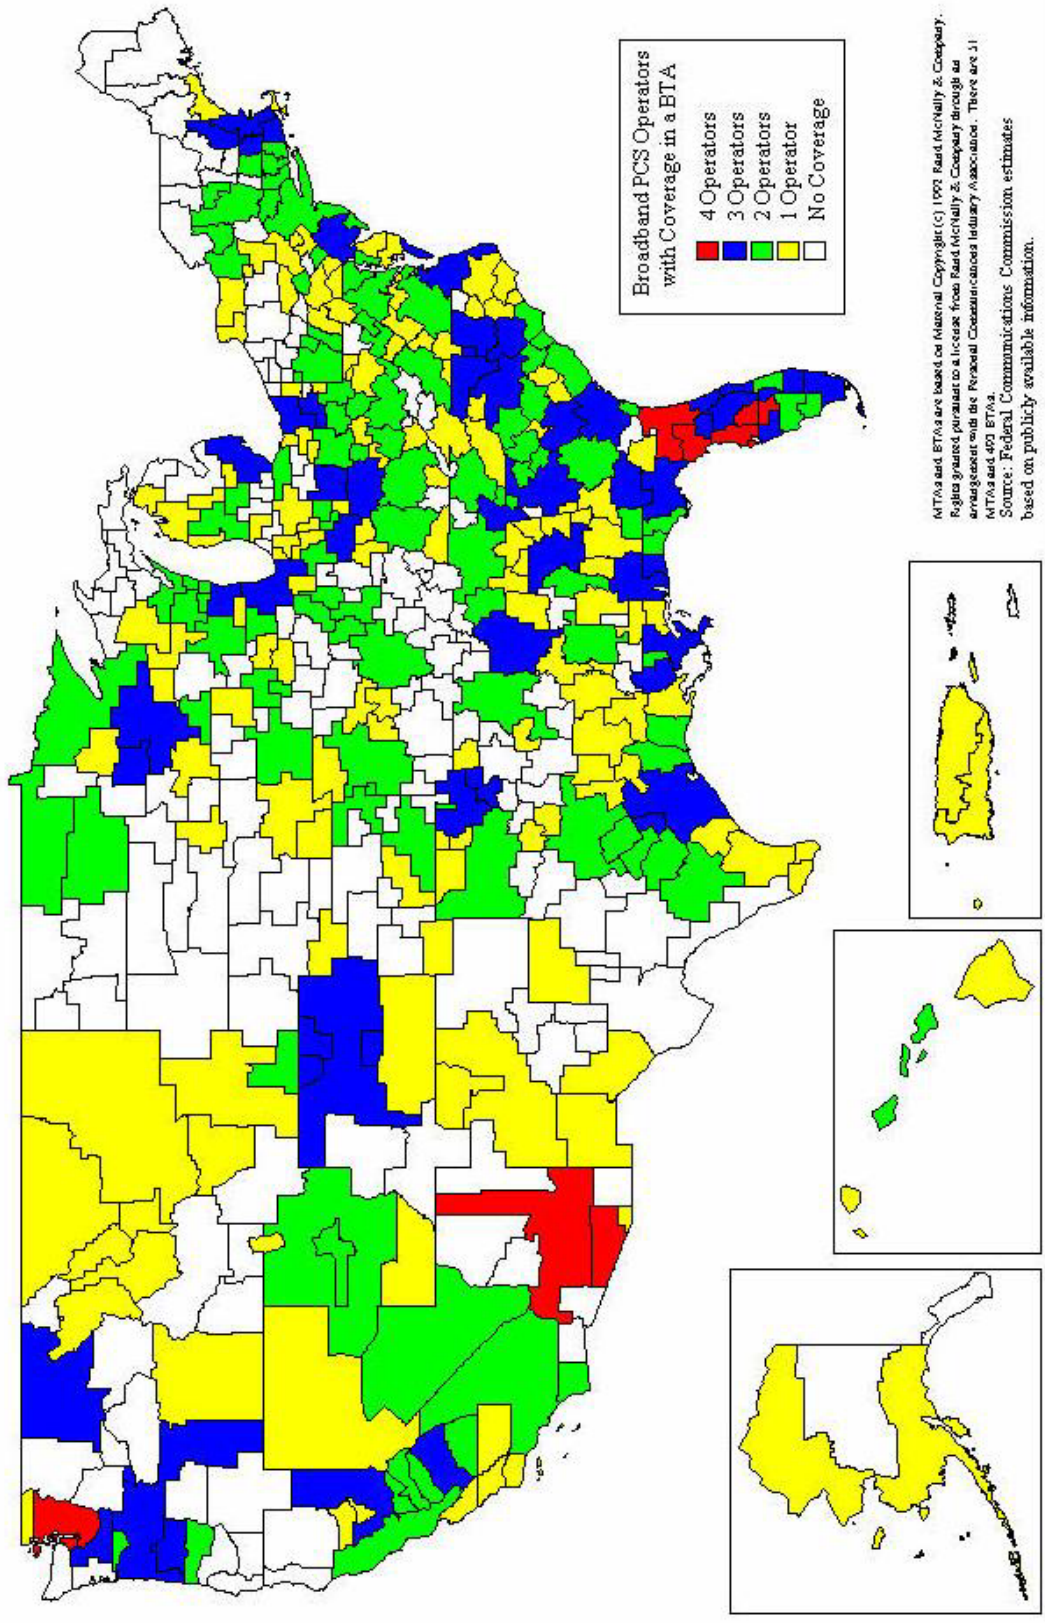 Broadband PCS Operators
with Coverage in a BTA
4 Operators
3 Operators
2 Operators
1 Operator
No Coverage
MTAs and BTAs are based on Material Copyright (c) 1992 Rand McNally & Company.
Rights granted pursuant to a license from Rand McNally & Company through an
arrangement with the Personal Communications Industry Association. There are 51
MTAs and 493 BTAs.
Source: Federal Communications Commission estimates
based on publicly available information.